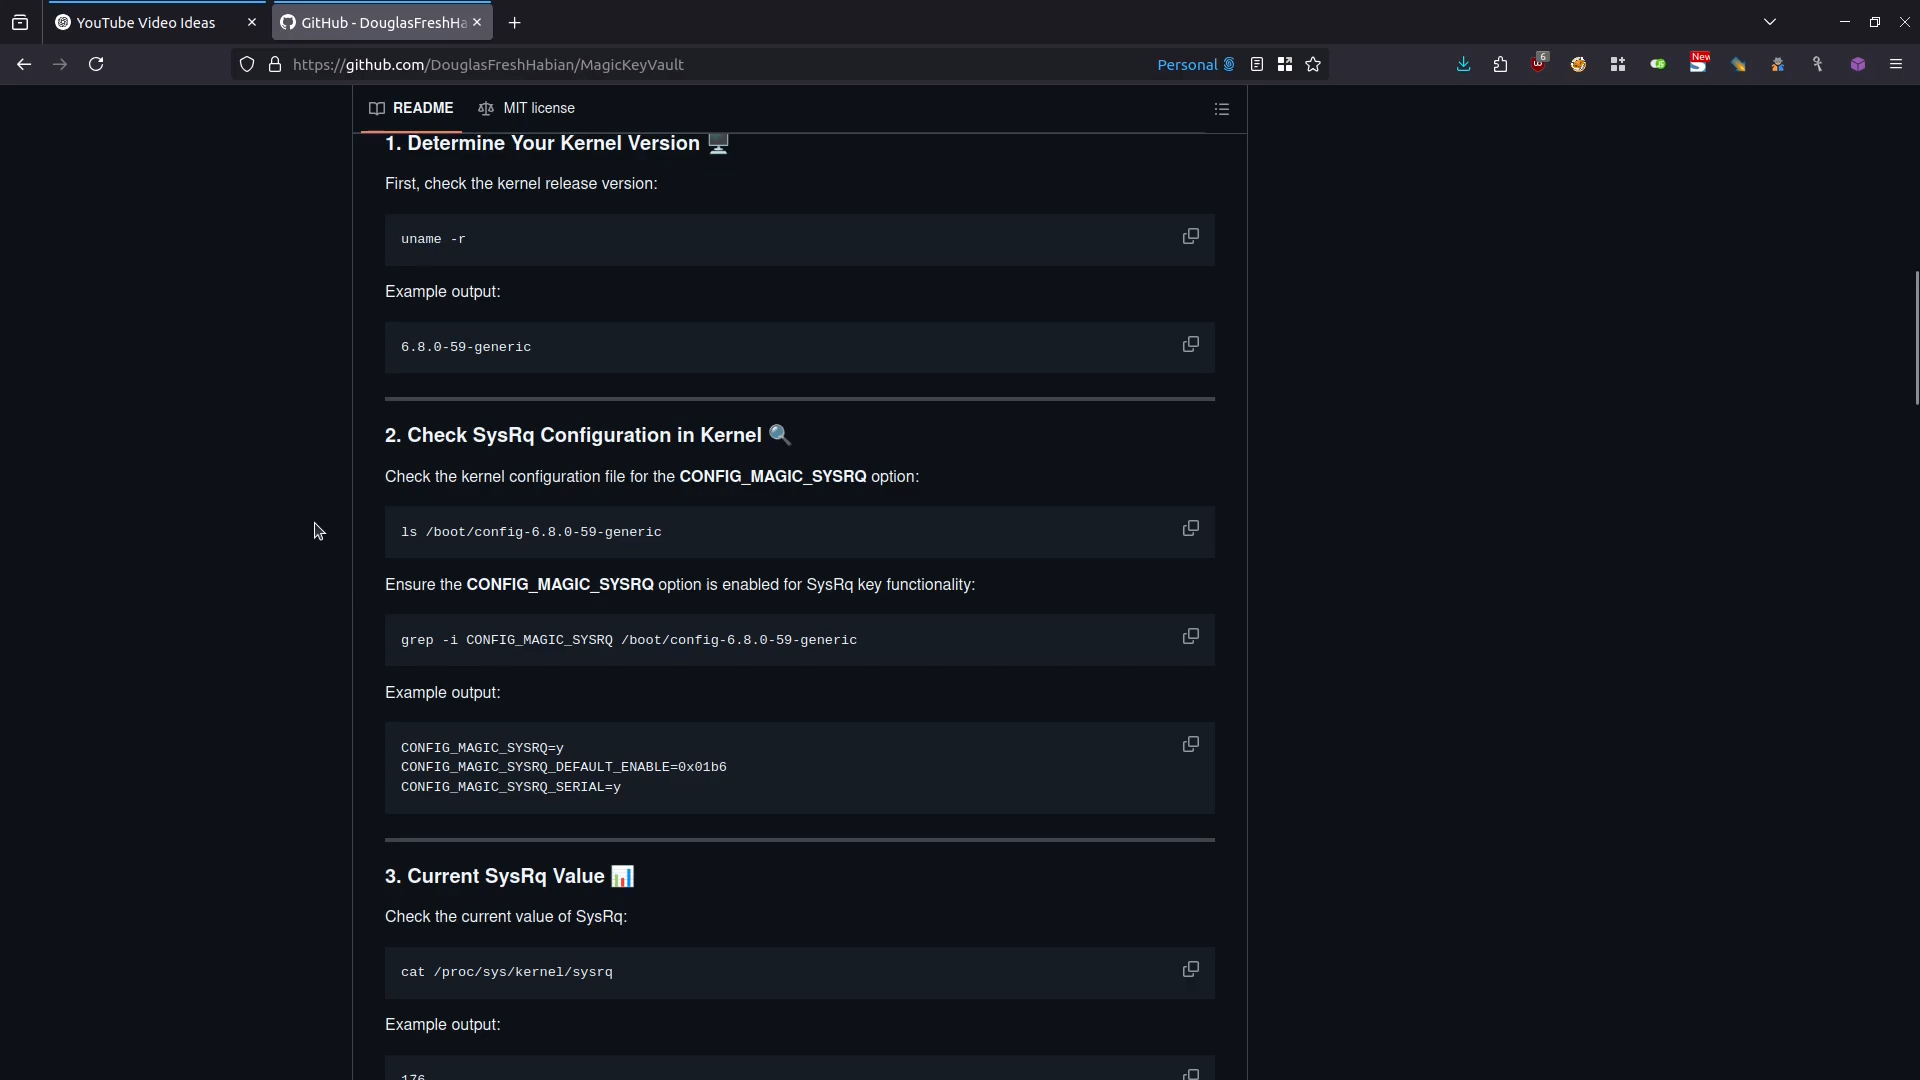 YouTube Video Ideas
GitHub - DouglasFreshHa
https://github.com/DouglasFreshHabian/MagicKeyVault
Personal
6
New
README
MIT license
1. Determine Your Kernel Version
First, check the kernel release version:
uname -r
Example output:
6.8.0-59-generic
2. Check SysRq Configuration in Kernel
Check the kernel configuration file for the CONFIG_MAGIC_SYSRQ option:
ls /boot/config-6.8.0-59-generic
Ensure the CONFIG_MAGIC_SYSRQ option is enabled for SysRq key functionality:
grep -i CONFIG_MAGIC_SYSRQ /boot/config-6.8.0-59-generic
Example output:
CONFIG_MAGIC_SYSRQ=y
CONFIG_MAGIC_SYSRQ_DEFAULT_ENABLE=0x01b6
CONFIG_MAGIC_SYSRQ_SERIAL=y
3. Current SysRq Value
Check the current value of SysRq:
cat /proc/sys/kernel/sysrq
Example output:
176